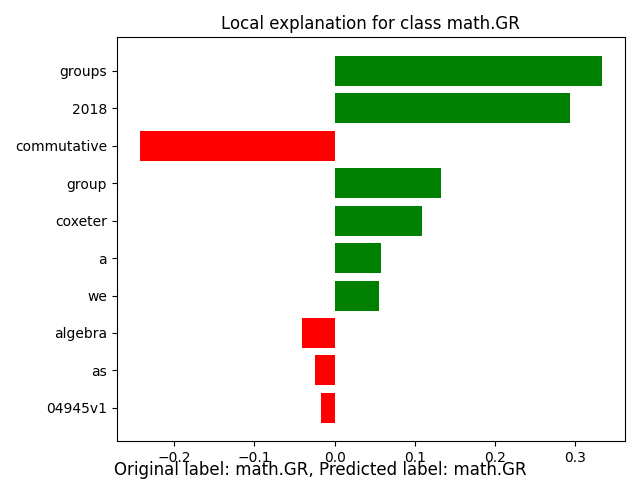 Local explanation for class math.GR
groups
2018
commutative
group
coxeter
a
we
algebra
as
04945v1
−0.2 −0.1 0.0 0.1 0.2 0.3
Original label: math.GR, Predicted label: math.GR